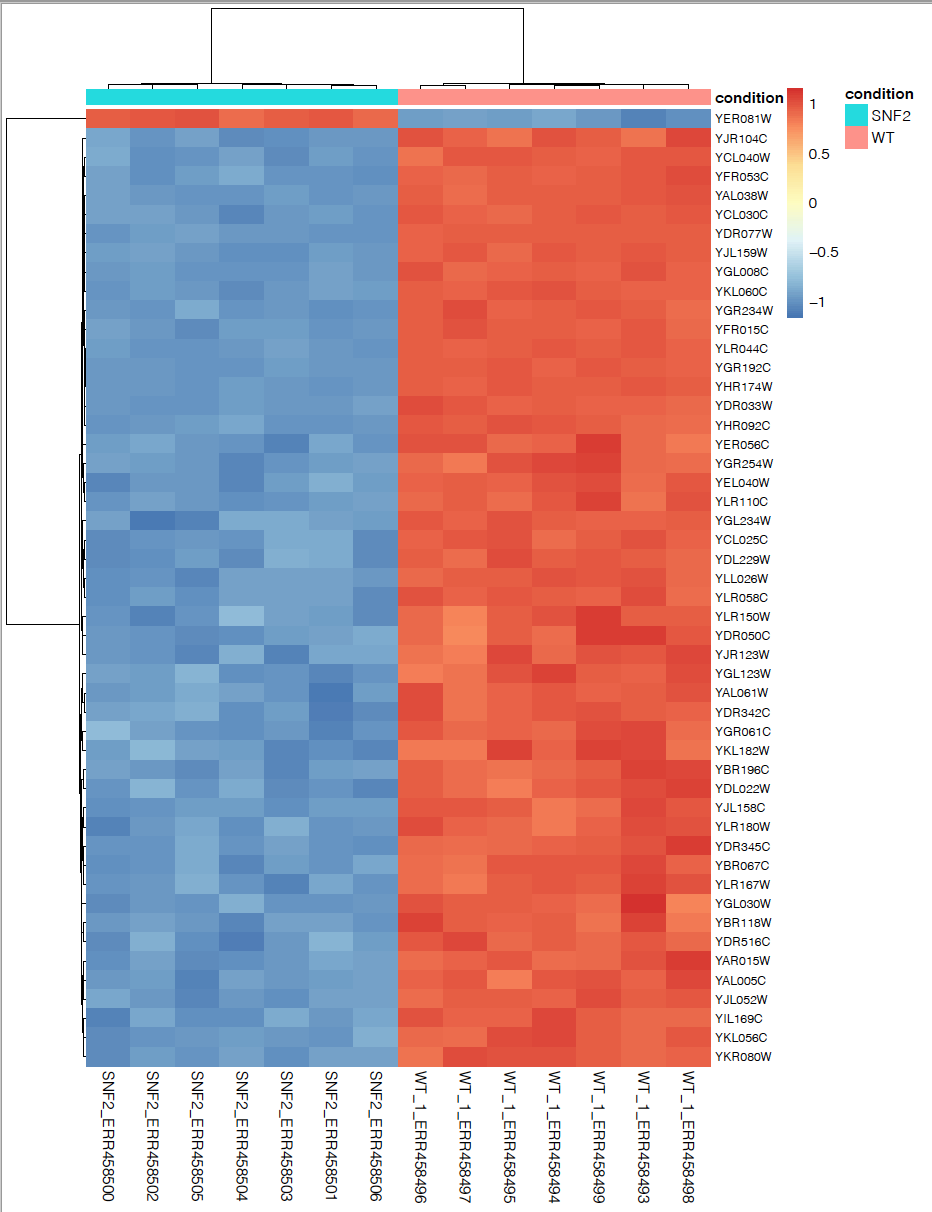 condition
YER081W
YJR104C
YCL040W
YFR053C
YAL038W
YCL030C
YDR077W
YJL159W
YGL008C
YKL060C
YGR234W
YFR015C
YLR044C
YGR192C
YHR174W
YDR033W
YHR092C
YER056C
YGR254W
YEL040W
YLR110C
YGL234W
YCL025C
YDL229W
YLL026W
YLR058C
YLR150W
YDR050C
YJR123W
YGL123W
YAL061W
YDR342C
YGR061C
YKL182W
YBR196C
YDL022W
YJL158C
YLR180W
YDR345C
YBR067C
YLR167W
YGL030W
YBR118W
YDR516C
YAR015W
YAL005C
YJL052W
YIL169C
YKL056C
YKR080W
1
0.5
0
−0.5
−1
condition
SNF2
WT
SNF2_ERR458500
SNF2_ERR458502
SNF2_ERR458505
SNF2_ERR458504
SNF2_ERR458503
SNF2_ERR458501
SNF2_ERR458506
WT_1_ERR458496
WT_1_ERR458497
WT_1_ERR458495
WT_1_ERR458494
WT_1_ERR458499
WT_1_ERR458493
WT_1_ERR458498